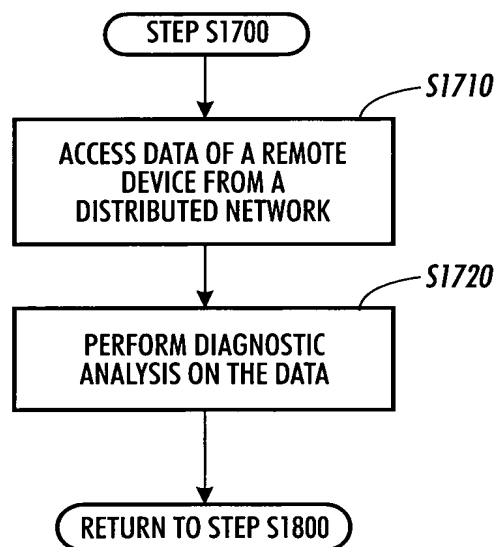 STEP S1700
S1710
ACCESS DATA OF A REMOTE
DEVICE FROM A
DISTRIBUTED NETWORK
S1720
PERFORM DIAGNOSTIC
ANALYSIS ON THE DATA
RETURN TO STEP S1800